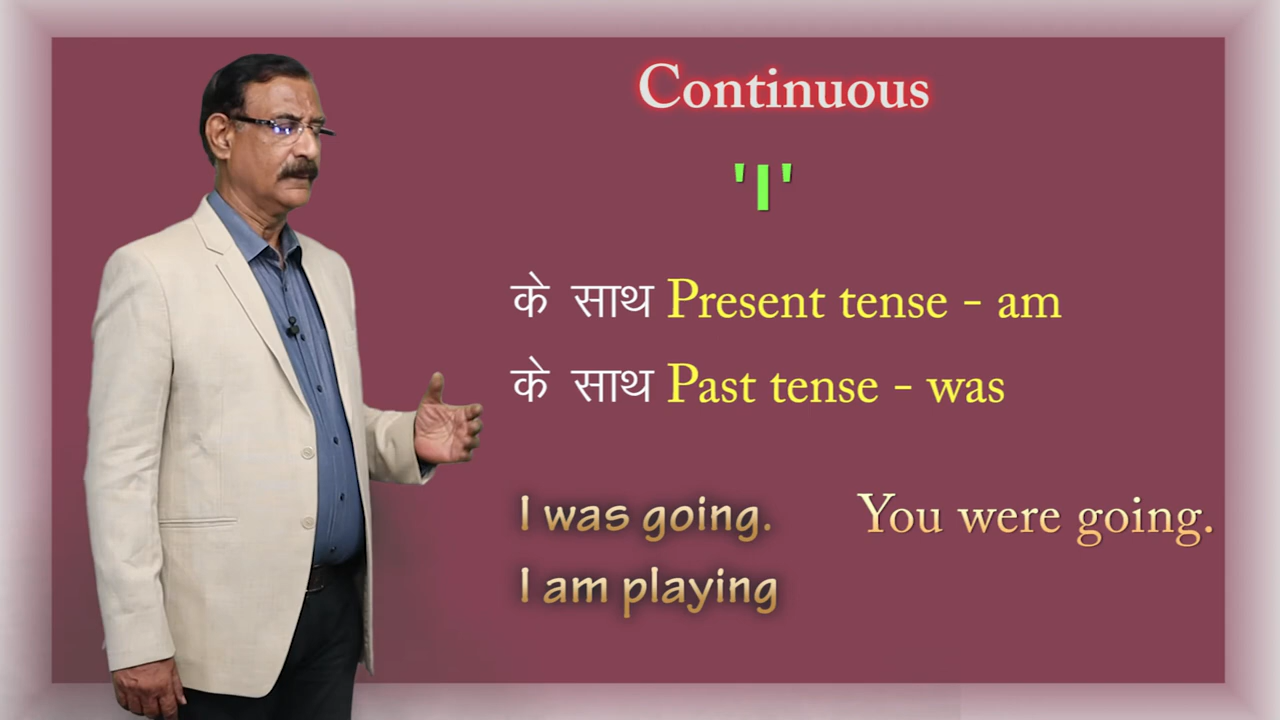 Continuous
'I'
के साथ Present tense - am
के साथ Past tense - was
I was going. You were going.
I am playing